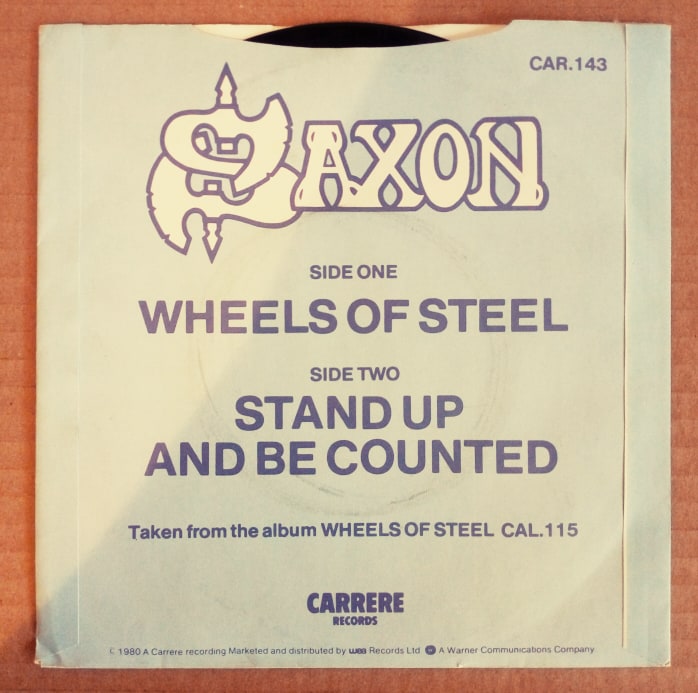 CAR.143
SAXON
SIDE ONE
WHEELS OF STEEL
SIDE TWO
STAND UP
AND BE COUNTED
Taken from the album WHEELS OF STEEL CAL.115
CARRERE
RECORDS
© 1980 A Carrere recording Marketed and distributed by wea Records Ltd A Warner Communications Company